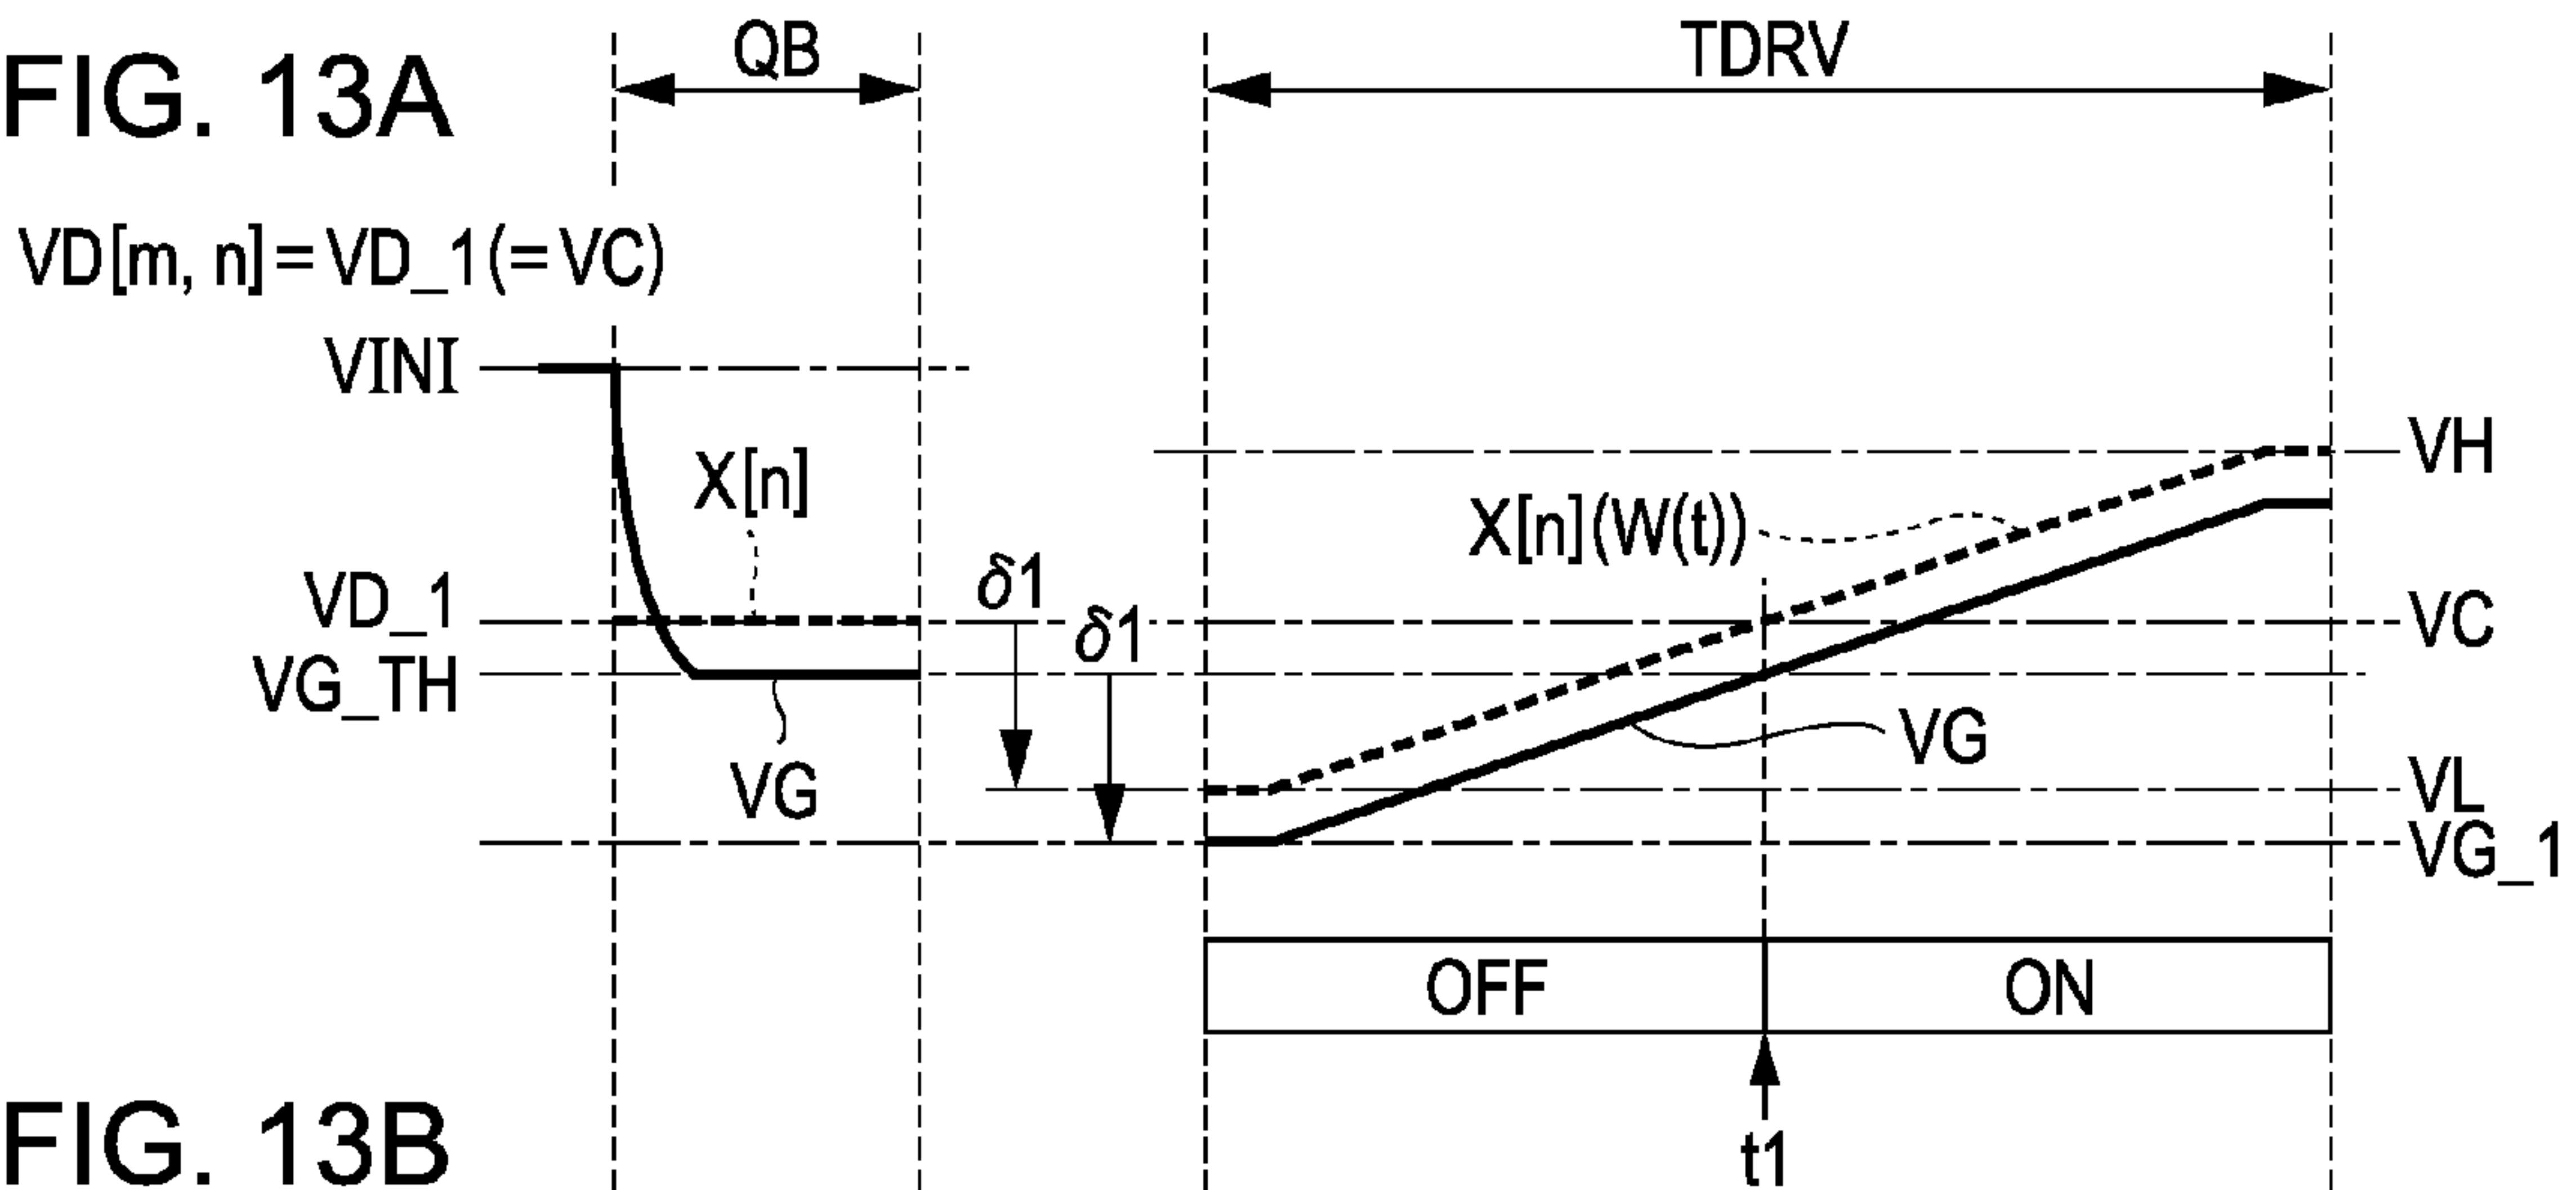 FIG. 13A
QB
TDRV
VD[m, n]=VD_1(=VC)
VINI
X[n]
VH
X[n](W(t))
VD_1
δ1
δ1
VC
VG_TH
VG
VG
VL
VG_1
OFF
ON
t1
FIG. 13B